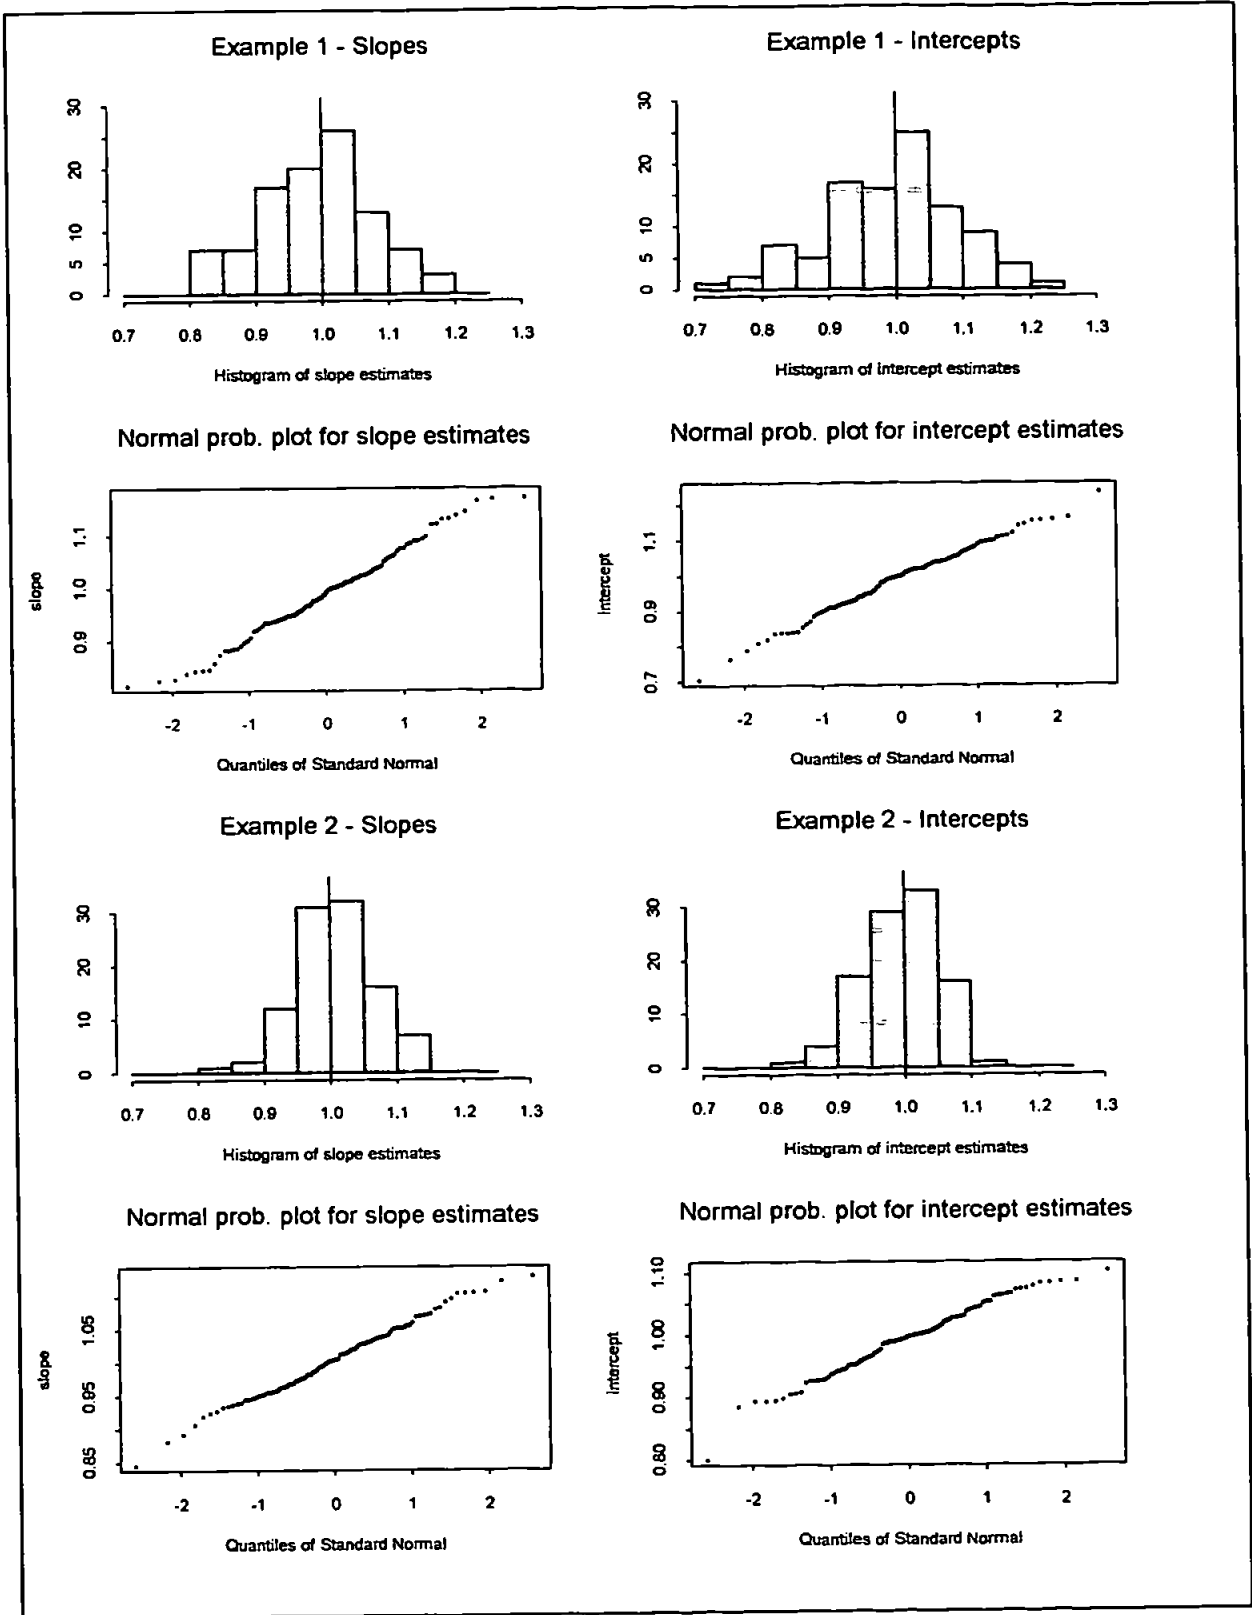 Example 1 - Slopes
30
20
10
5
0
0.7 0.8 0.9 1.0 1.1 1.2 1.3
Histogram of slope estimates
Example 1 - Intercepts
30
20
10
5
0
0.7 0.8 0.9 1.0 1.1 1.2 1.3
Histogram of intercept estimates
Normal prob. plot for slope estimates
slope
1.1
1.0
0.9
-2 -1 0 1 2
Quantiles of Standard Normal
Normal prob. plot for intercept estimates
Intercept
1.1
0.9
0.7
-2 -1 0 1 2
Quantiles of Standard Normal
Example 2 - Slopes
30
20
10
0
0.7 0.8 0.9 1.0 1.1 1.2 1.3
Histogram of slope estimates
Example 2 - Intercepts
30
20
10
0
0.7 0.8 0.9 1.0 1.1 1.2 1.3
Histogram of intercept estimates
Normal prob. plot for slope estimates
slope
1.05
0.95
0.85
-2 -1 0 1 2
Quantiles of Standard Normal
Normal prob. plot for intercept estimates
Intercept
1.10
1.00
0.90
0.80
-2 -1 0 1 2
Quantiles of Standard Normal